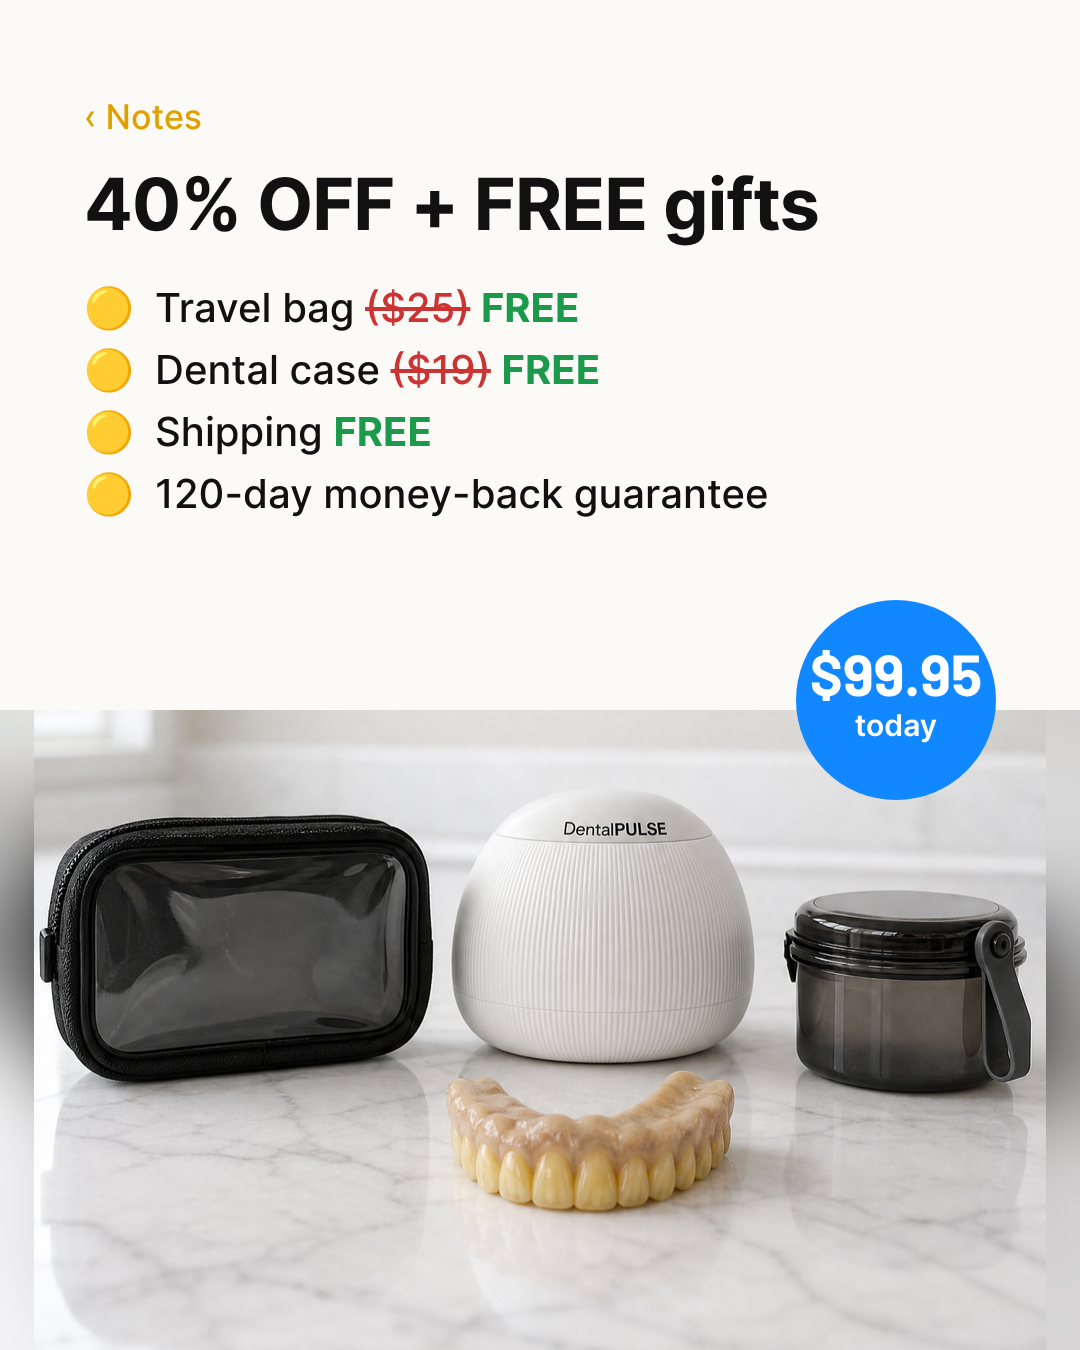 ‹ Notes
40% OFF + FREE gifts
Travel bag ($25) FREE
Dental case ($19) FREE
Shipping FREE
120-day money-back guarantee
$99.95
today
DentalPULSE